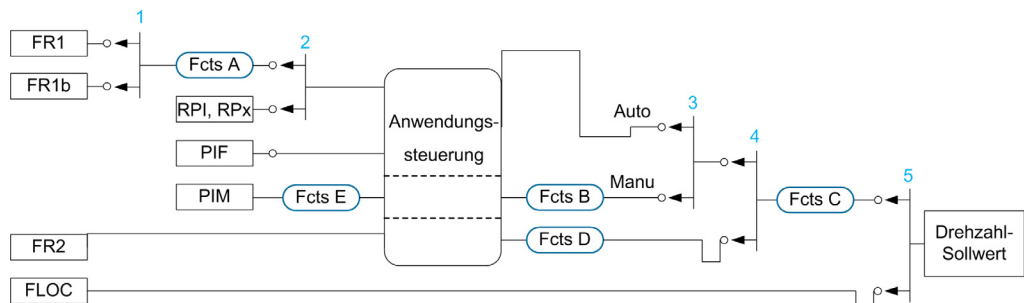 1
FR1
2
Fcts A
FR1b
RPI, RPx
Anwendungs-
steuerung
Auto
3
4
PIF
PIM
Fcts E
Fcts B
Manu
Fcts C
5
FR2
Fcts D
Drehzahl-
Sollwert
FLOC